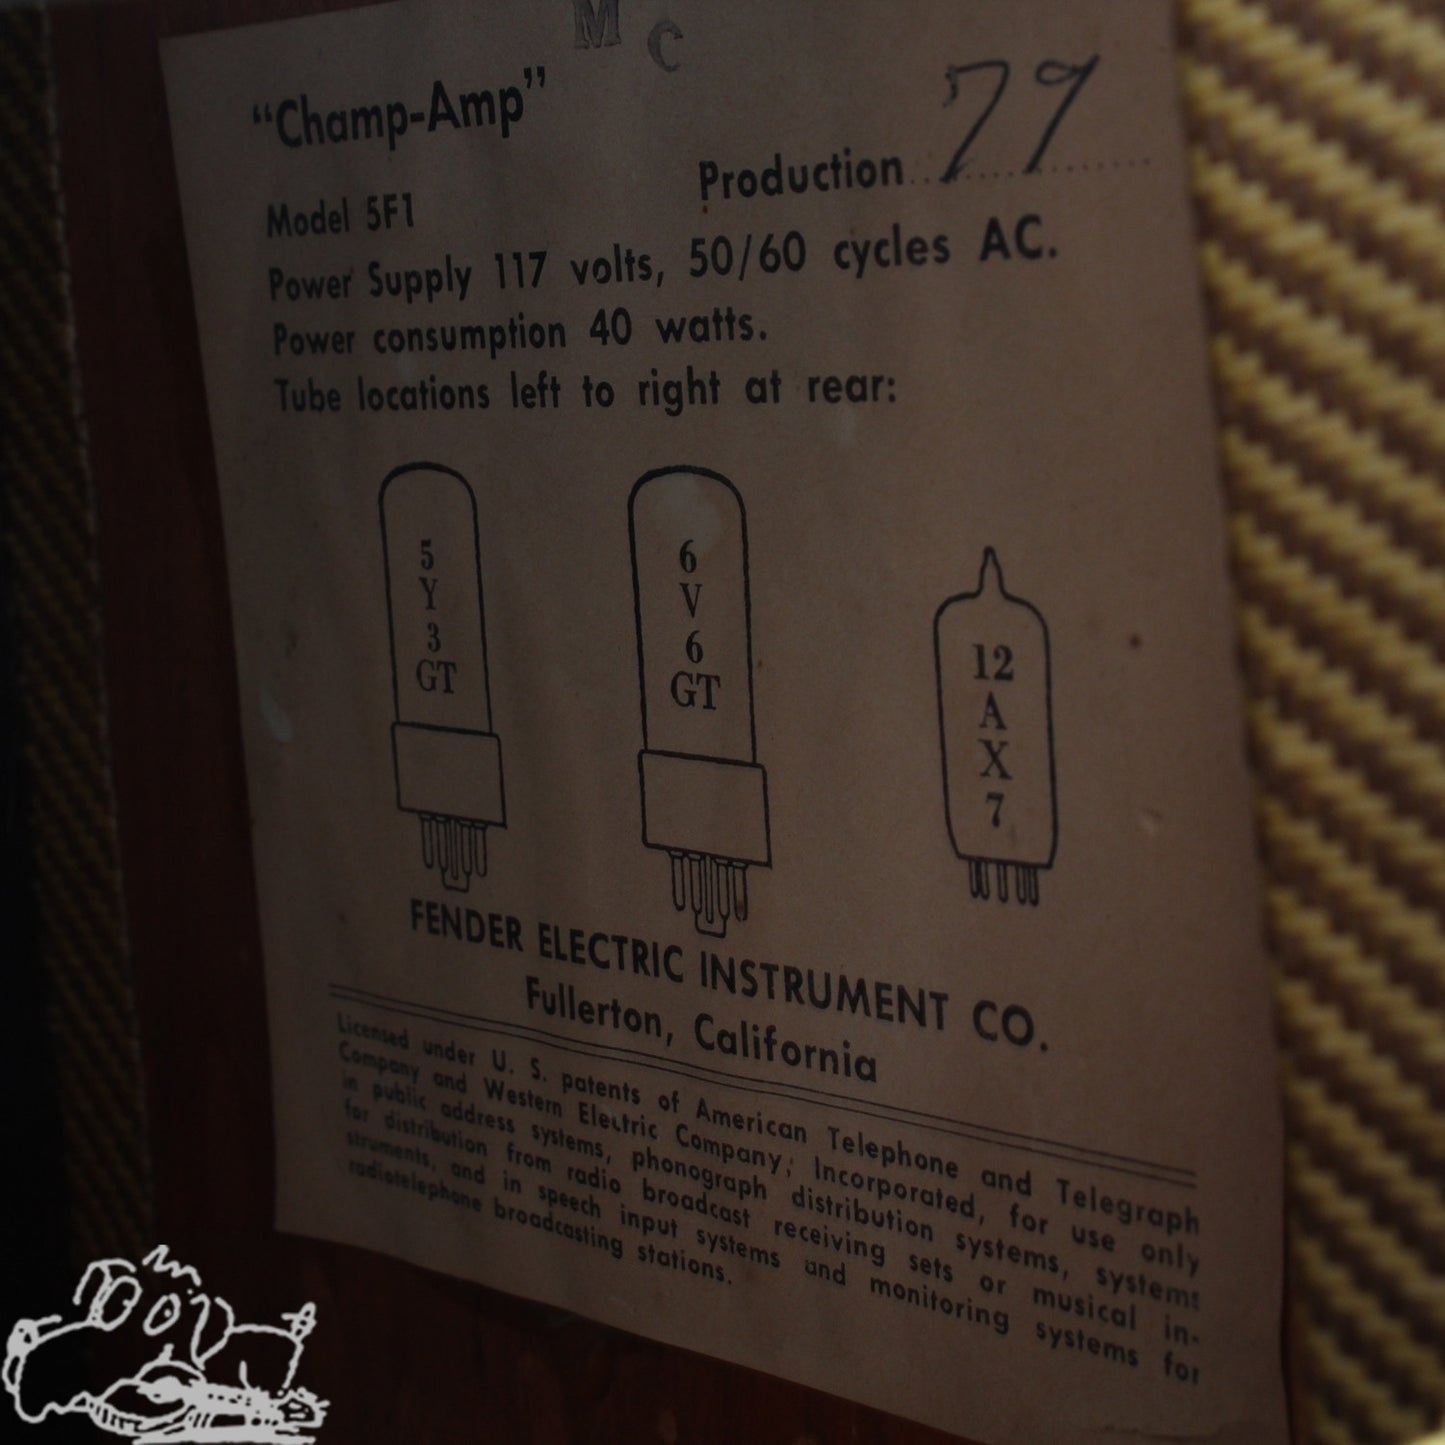 M C
"Champ-Amp"
Production 79
Model 5F1
Power Supply 117 volts, 50/60 cycles AC.
Power consumption 40 watts.
Tube locations left to right at rear:
5
Y
3
GT
6
V
6
GT
12
A
X
7
FENDER ELECTRIC INSTRUMENT CO.
Fullerton, California
Licensed under U. S. patents of American Telephone and Telegraph
Company and Western Electric Company, Incorporated, for use only
in public address systems, phonograph distribution systems, systems
for distribution from radio broadcast receiving sets or musical in-
struments, and in speech input systems and monitoring systems for
radiotelephone broadcasting stations.